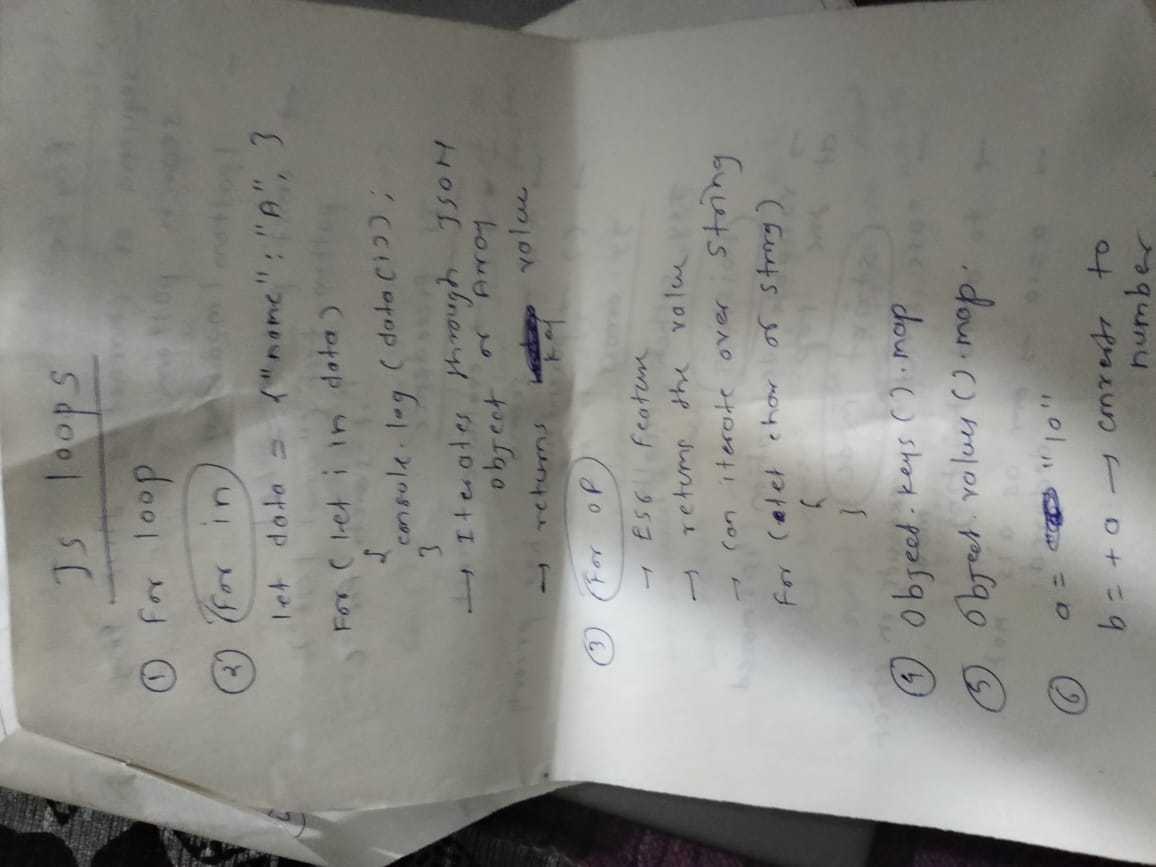 JS loops
① For loop
② For in
let data = {"name": "A", }
For (let i in data)
{
console.log (data(i));
}
→ Iterates through JSON
object or Array
→ returns key value
③ For of
→ ES6 Feature
→ returns the value
→ Can iterate over string
For (let char of string)
{
}
④ Object.keys().map
⑤ Object.values().map.
⑥ a = "10"
b = +a → convert to
number